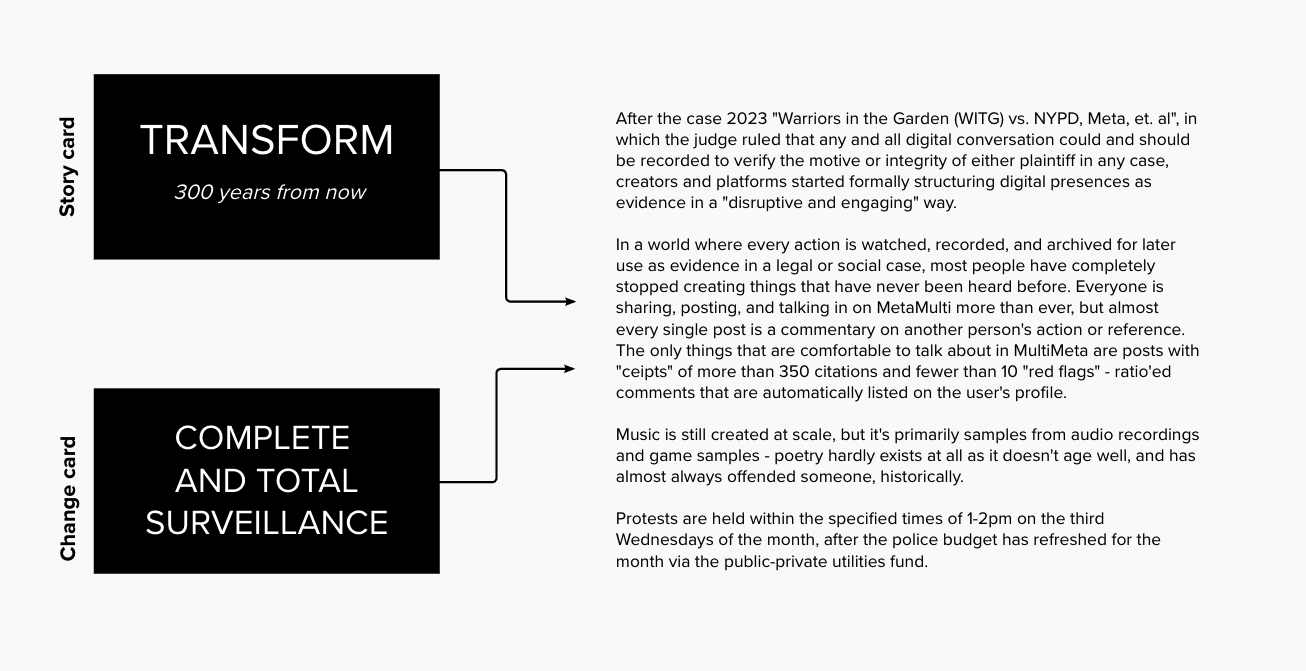 Story card
TRANSFORM
300 years from now
Change card
COMPLETE
AND TOTAL
SURVEILLANCE
After the case 2023 "Warriors in the Garden (WITG) vs. NYPD, Meta, et. al", in
which the judge ruled that any and all digital conversation could and should
be recorded to verify the motive or integrity of either plaintiff in any case,
creators and platforms started formally structuring digital presences as
evidence in a "disruptive and engaging" way.
In a world where every action is watched, recorded, and archived for later
use as evidence in a legal or social case, most people have completely
stopped creating things that have never been heard before. Everyone is
sharing, posting, and talking in on MetaMulti more than ever, but almost
every single post is a commentary on another person's action or reference.
The only things that are comfortable to talk about in MultiMeta are posts with
"ceipts" of more than 350 citations and fewer than 10 "red flags" - ratio'ed
comments that are automatically listed on the user's profile.
Music is still created at scale, but it's primarily samples from audio recordings
and game samples - poetry hardly exists at all as it doesn't age well, and has
almost always offended someone, historically.
Protests are held within the specified times of 1-2pm on the third
Wednesdays of the month, after the police budget has refreshed for the
month via the public-private utilities fund.